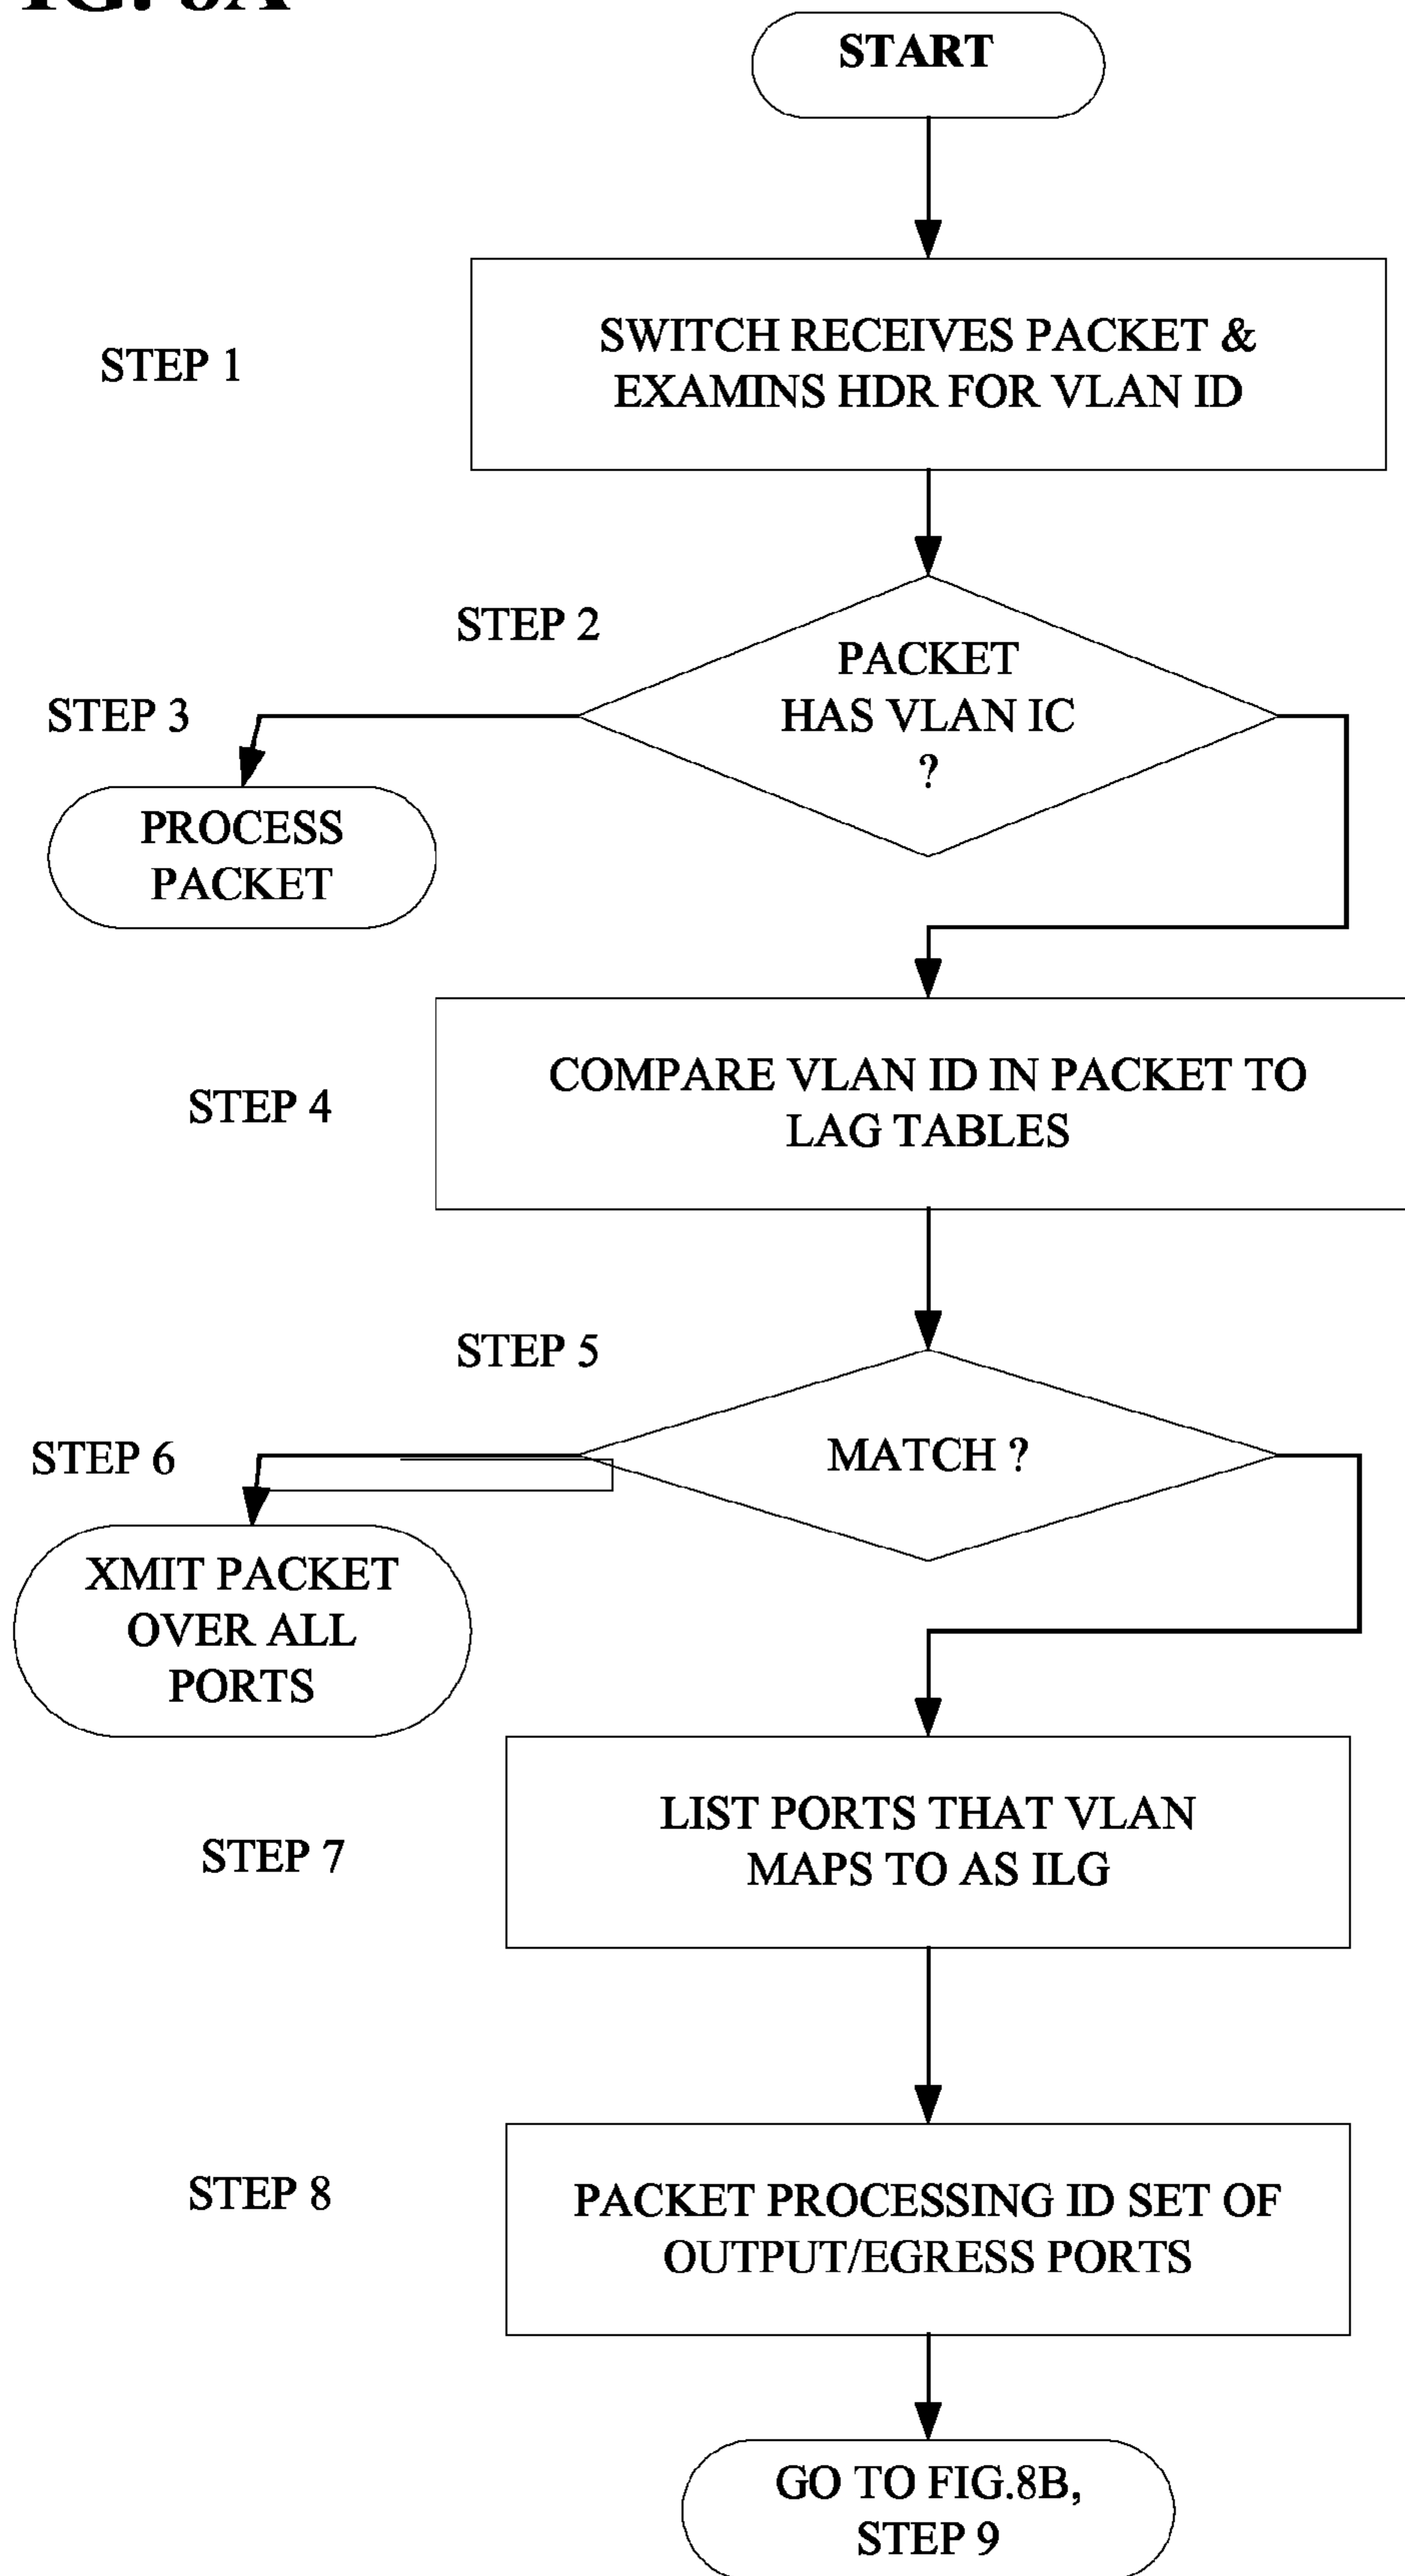 IG. 8A
START
STEP 1
SWITCH RECEIVES PACKET &
EXAMINS HDR FOR VLAN ID
STEP 2
PACKET
HAS VLAN IC
?
STEP 3
PROCESS
PACKET
STEP 4
COMPARE VLAN ID IN PACKET TO
LAG TABLES
STEP 5
MATCH ?
STEP 6
XMIT PACKET
OVER ALL
PORTS
STEP 7
LIST PORTS THAT VLAN
MAPS TO AS ILG
STEP 8
PACKET PROCESSING ID SET OF
OUTPUT/EGRESS PORTS
GO TO FIG.8B,
STEP 9